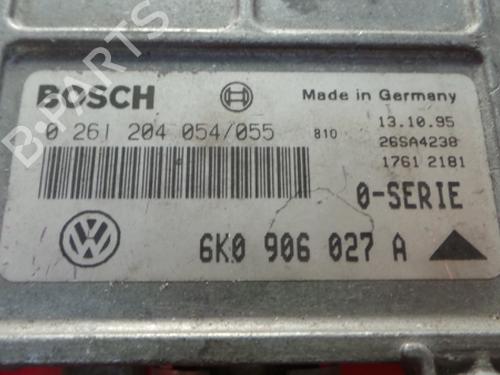 B-PARTS
BOSCH
Made in Germany
0 261 204 054/055
810
13.10.95
26SA4238
1761 2181
0-SERIE
6K0 906 027 A